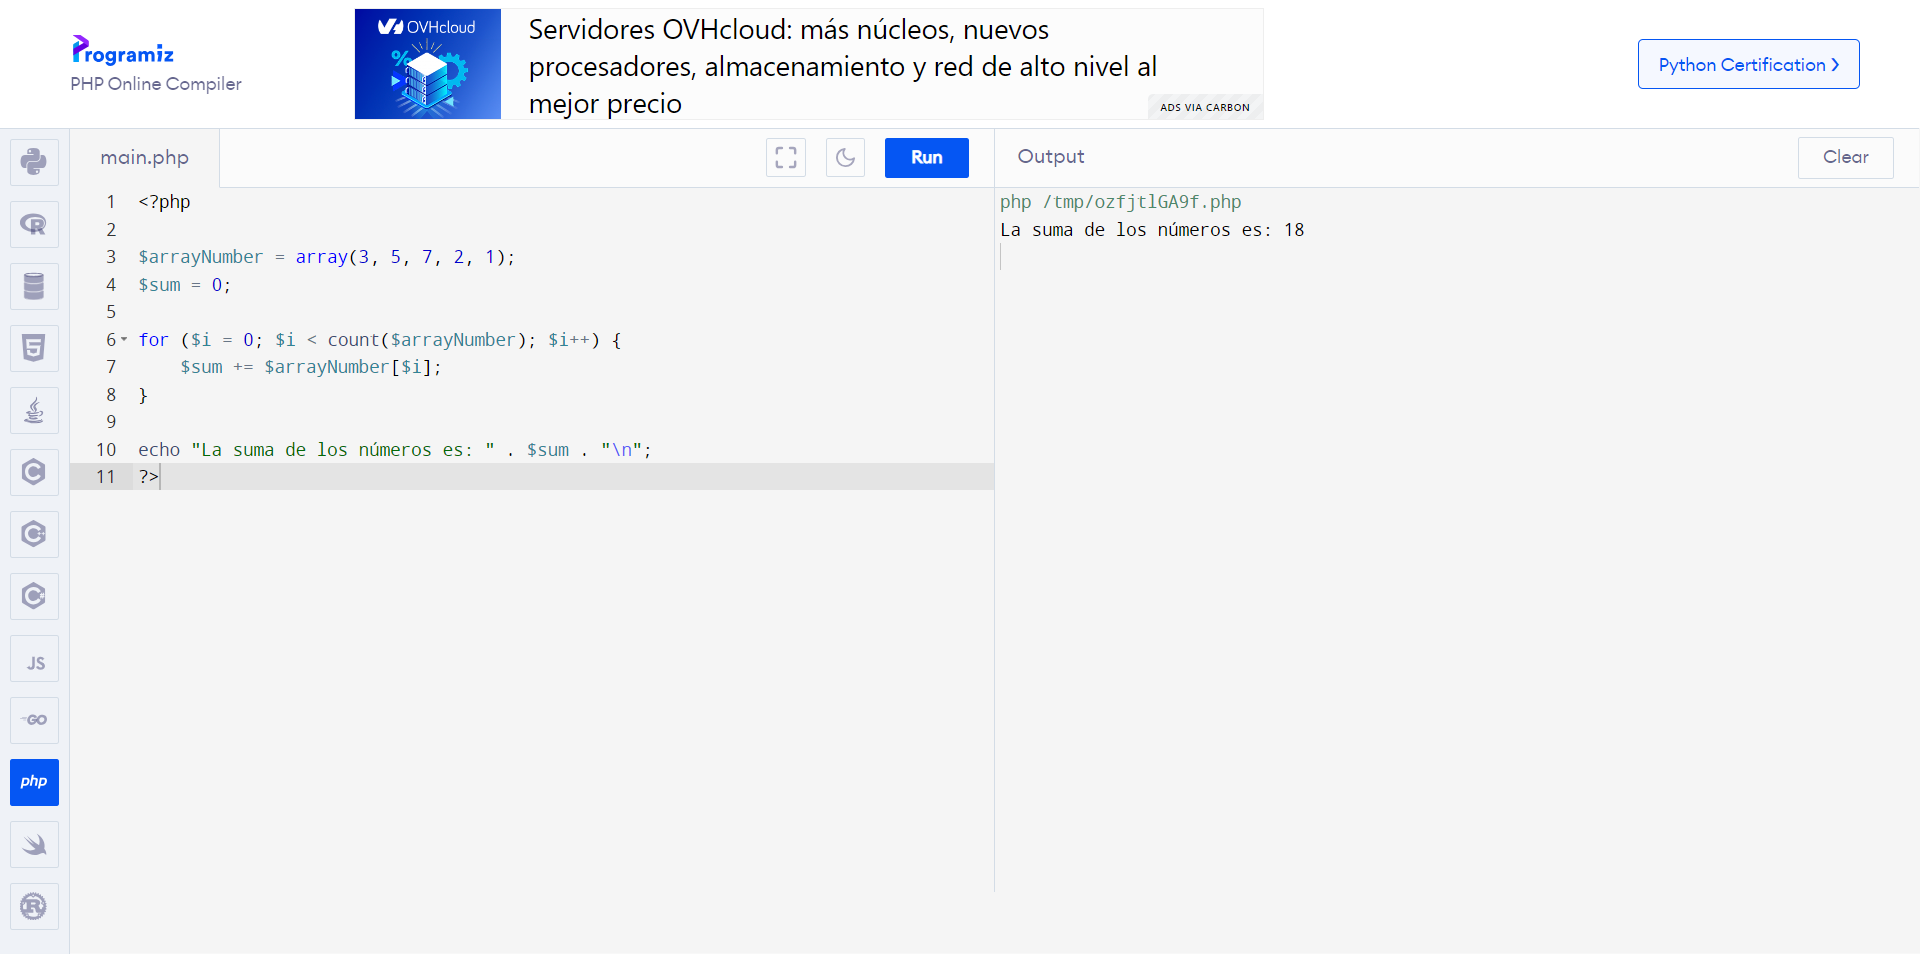 Programiz
PHP Online Compiler
OVHcloud
%
Servidores OVHcloud: más núcleos, nuevos
procesadores, almacenamiento y red de alto nivel al
mejor precio
ADS VIA CARBON
Python Certification
main.php
Run
Output
Clear
1 <?php
2
3 $arrayNumber = array(3, 5, 7, 2, 1);
4 $sum = 0;
5
6 for ($i = 0; $i < count($arrayNumber); $i++) {
7     $sum += $arrayNumber[$i];
8 }
9
10 echo "La suma de los números es: " . $sum . "\n";
11 ?>
php /tmp/ozfjtlGA9f.php
La suma de los números es: 18
R
5
C
C++
C#
JS
GO
php
R